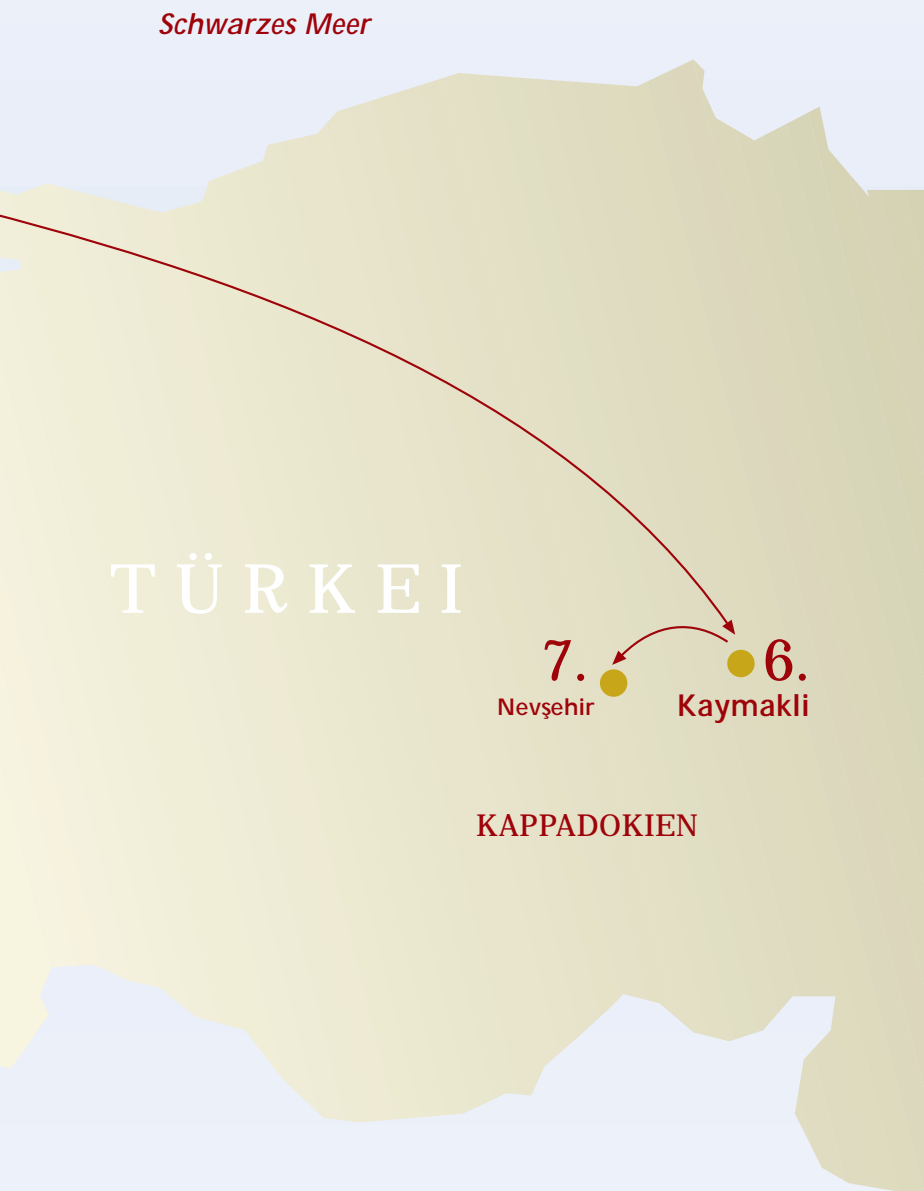 Schwarzes Meer
TÜRKEI
7.
6.
Nevşehir
Kaymakli
KAPPADOKIEN